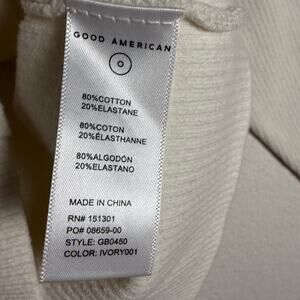 GOOD AMERICAN
80%COTTON
20%ELASTANE
80%COTON
20%ÉLASTHANNE
80%ALGODÓN
20%ELASTANO
MADE IN CHINA
RN# 151301
PO# 08659-00
STYLE: GB0450
COLOR: IVORY001